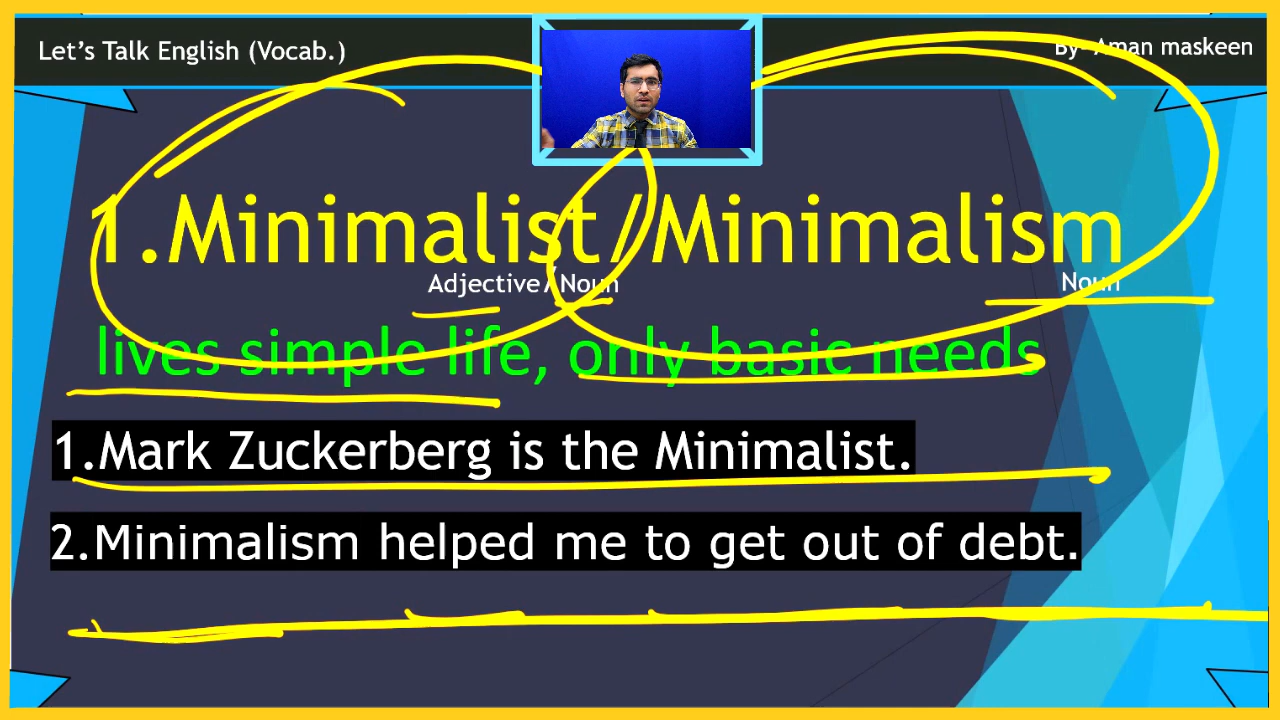 Let's Talk English (Vocab.)
By- Aman maskeen
1.Minimalist/Minimalism
Adjective/Noun
Noun
lives simple life, only basic needs
1.Mark Zuckerberg is the Minimalist.
2.Minimalism helped me to get out of debt.